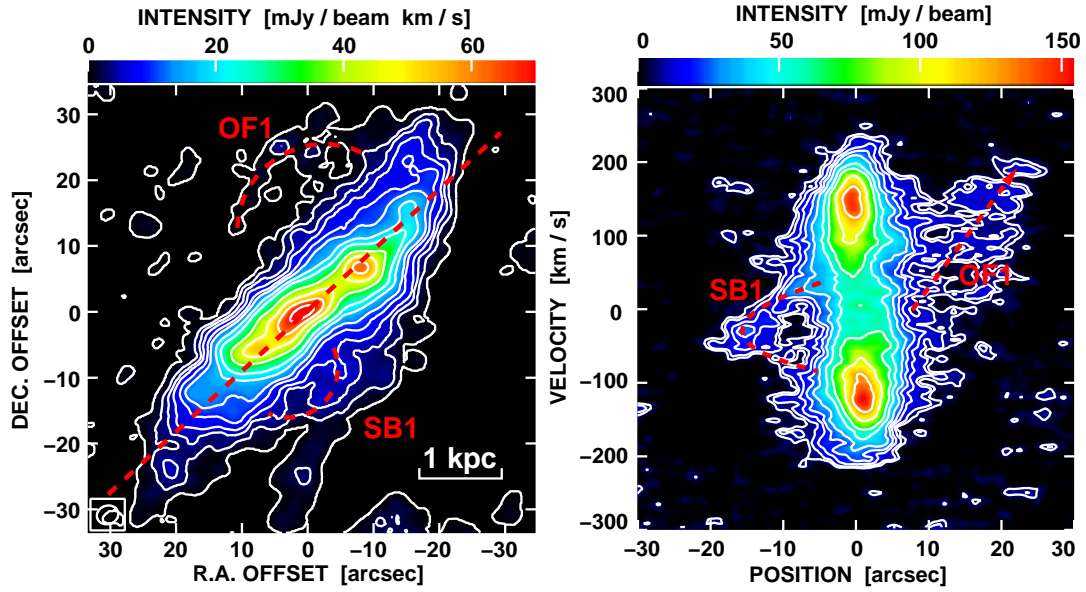 INTENSITY [mJy / beam km / s]
0 20 40 60
OF1
SB1
1 kpc
DEC. OFFSET [arcsec]
30
20
10
0
−10
−20
−30
30 20 10 0 −10 −20 −30
R.A. OFFSET [arcsec]
INTENSITY [mJy / beam]
0 50 100 150
SB1
OF1
VELOCITY [km / s]
300
200
100
0
−100
−200
−300
−30 −20 −10 0 10 20 30
POSITION [arcsec]